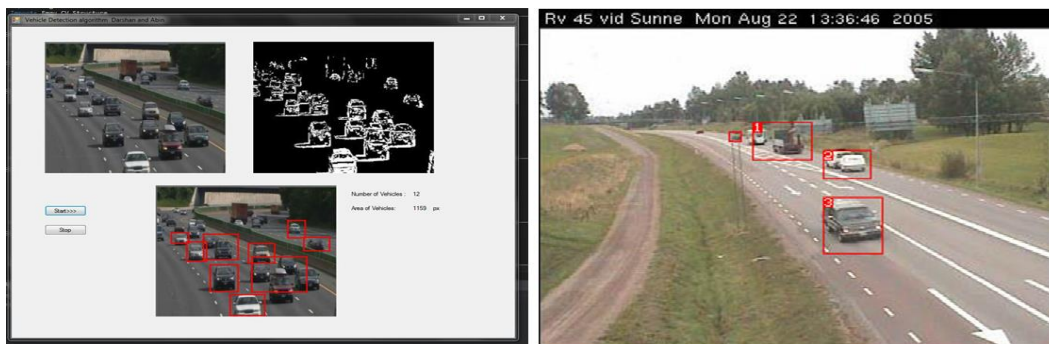 Vehicle Detection algorithm Darshan and Abin
Number of Vehicles : 12
Area of Vehicles: 1159 px
Start>>>
Stop
Rv 45 vid Sunne Mon Aug 22 13:36:46 2005
1
2
3